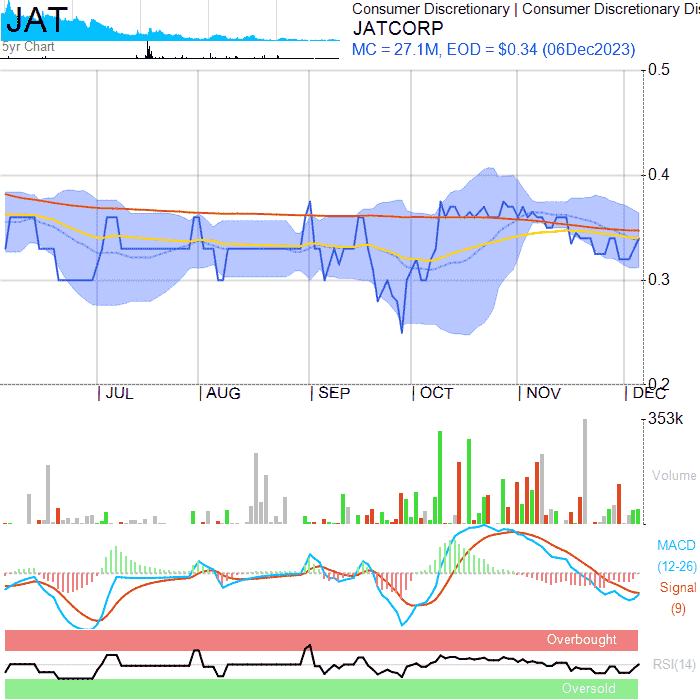 JAT
5yr Chart
Consumer Discretionary | Consumer Discretionary Dis
JATCORP
MC = 27.1M, EOD = $0.34 (06Dec2023)
0.5
0.4
0.3
0.2
JUL AUG SEP OCT NOV DEC
353k
Volume
MACD
(12-26)
Signal
(9)
Overbought
RSI(14)
Oversold